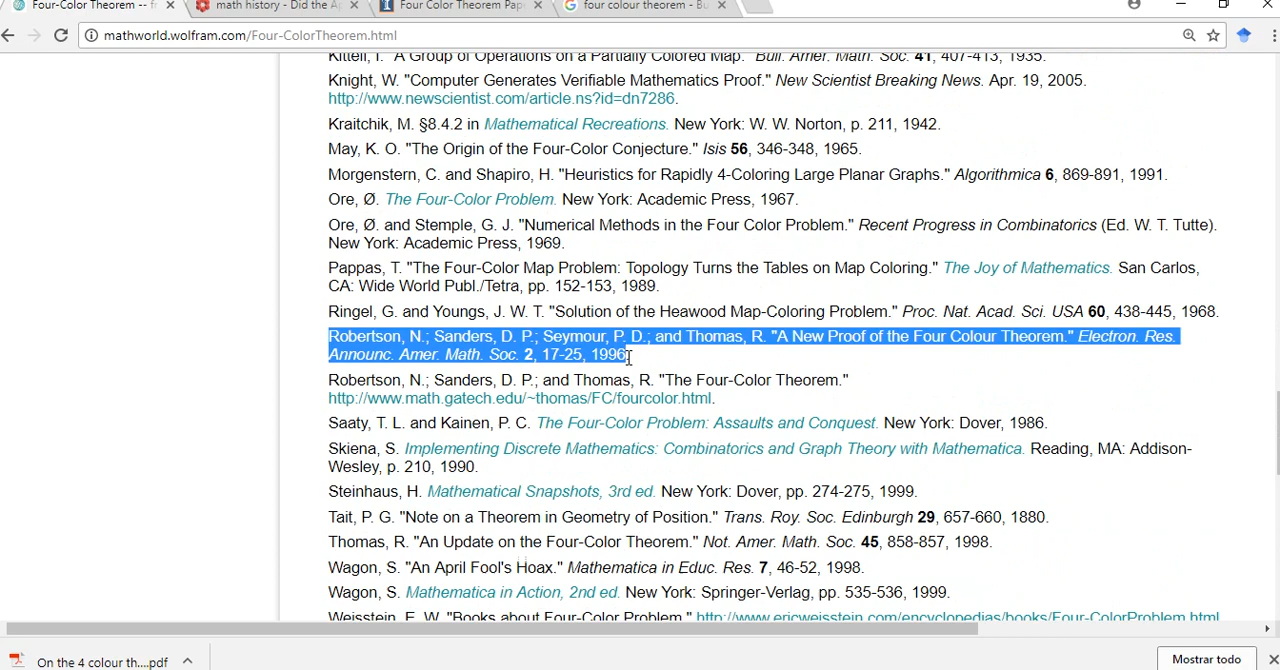 Four-Color Theorem -- fr
math history - Did the Ap
Four Color Theorem Pape
four colour theorem - Bu
mathworld.wolfram.com/Four-ColorTheorem.html
Kittell, I. "A Group of Operations on a Partially Colored Map." Bull. Amer. Math. Soc. 41, 407-413, 1935.
Knight, W. "Computer Generates Verifiable Mathematics Proof." New Scientist Breaking News. Apr. 19, 2005.
http://www.newscientist.com/article.ns?id=dn7286.
Kraitchik, M. §8.4.2 in Mathematical Recreations. New York: W. W. Norton, p. 211, 1942.
May, K. O. "The Origin of the Four-Color Conjecture." Isis 56, 346-348, 1965.
Morgenstern, C. and Shapiro, H. "Heuristics for Rapidly 4-Coloring Large Planar Graphs." Algorithmica 6, 869-891, 1991.
Ore, Ø. The Four-Color Problem. New York: Academic Press, 1967.
Ore, Ø. and Stemple, G. J. "Numerical Methods in the Four Color Problem." Recent Progress in Combinatorics (Ed. W. T. Tutte).
New York: Academic Press, 1969.
Pappas, T. "The Four-Color Map Problem: Topology Turns the Tables on Map Coloring." The Joy of Mathematics. San Carlos,
CA: Wide World Publ./Tetra, pp. 152-153, 1989.
Ringel, G. and Youngs, J. W. T. "Solution of the Heawood Map-Coloring Problem." Proc. Nat. Acad. Sci. USA 60, 438-445, 1968.
Robertson, N.; Sanders, D. P.; Seymour, P. D.; and Thomas, R. "A New Proof of the Four Colour Theorem." Electron. Res.
Announc. Amer. Math. Soc. 2, 17-25, 1996.
Robertson, N.; Sanders, D. P.; and Thomas, R. "The Four-Color Theorem."
http://www.math.gatech.edu/~thomas/FC/fourcolor.html.
Saaty, T. L. and Kainen, P. C. The Four-Color Problem: Assaults and Conquest. New York: Dover, 1986.
Skiena, S. Implementing Discrete Mathematics: Combinatorics and Graph Theory with Mathematica. Reading, MA: Addison-
Wesley, p. 210, 1990.
Steinhaus, H. Mathematical Snapshots, 3rd ed. New York: Dover, pp. 274-275, 1999.
Tait, P. G. "Note on a Theorem in Geometry of Position." Trans. Roy. Soc. Edinburgh 29, 657-660, 1880.
Thomas, R. "An Update on the Four-Color Theorem." Not. Amer. Math. Soc. 45, 858-857, 1998.
Wagon, S. "An April Fool's Hoax." Mathematica in Educ. Res. 7, 46-52, 1998.
Wagon, S. Mathematica in Action, 2nd ed. New York: Springer-Verlag, pp. 535-536, 1999.
Weisstein, E. W. "Books about Four-Color Problem." http://www.ericweisstein.com/encyclopedias/books/Four-ColorProblem.html
On the 4 colour th....pdf
Mostrar todo